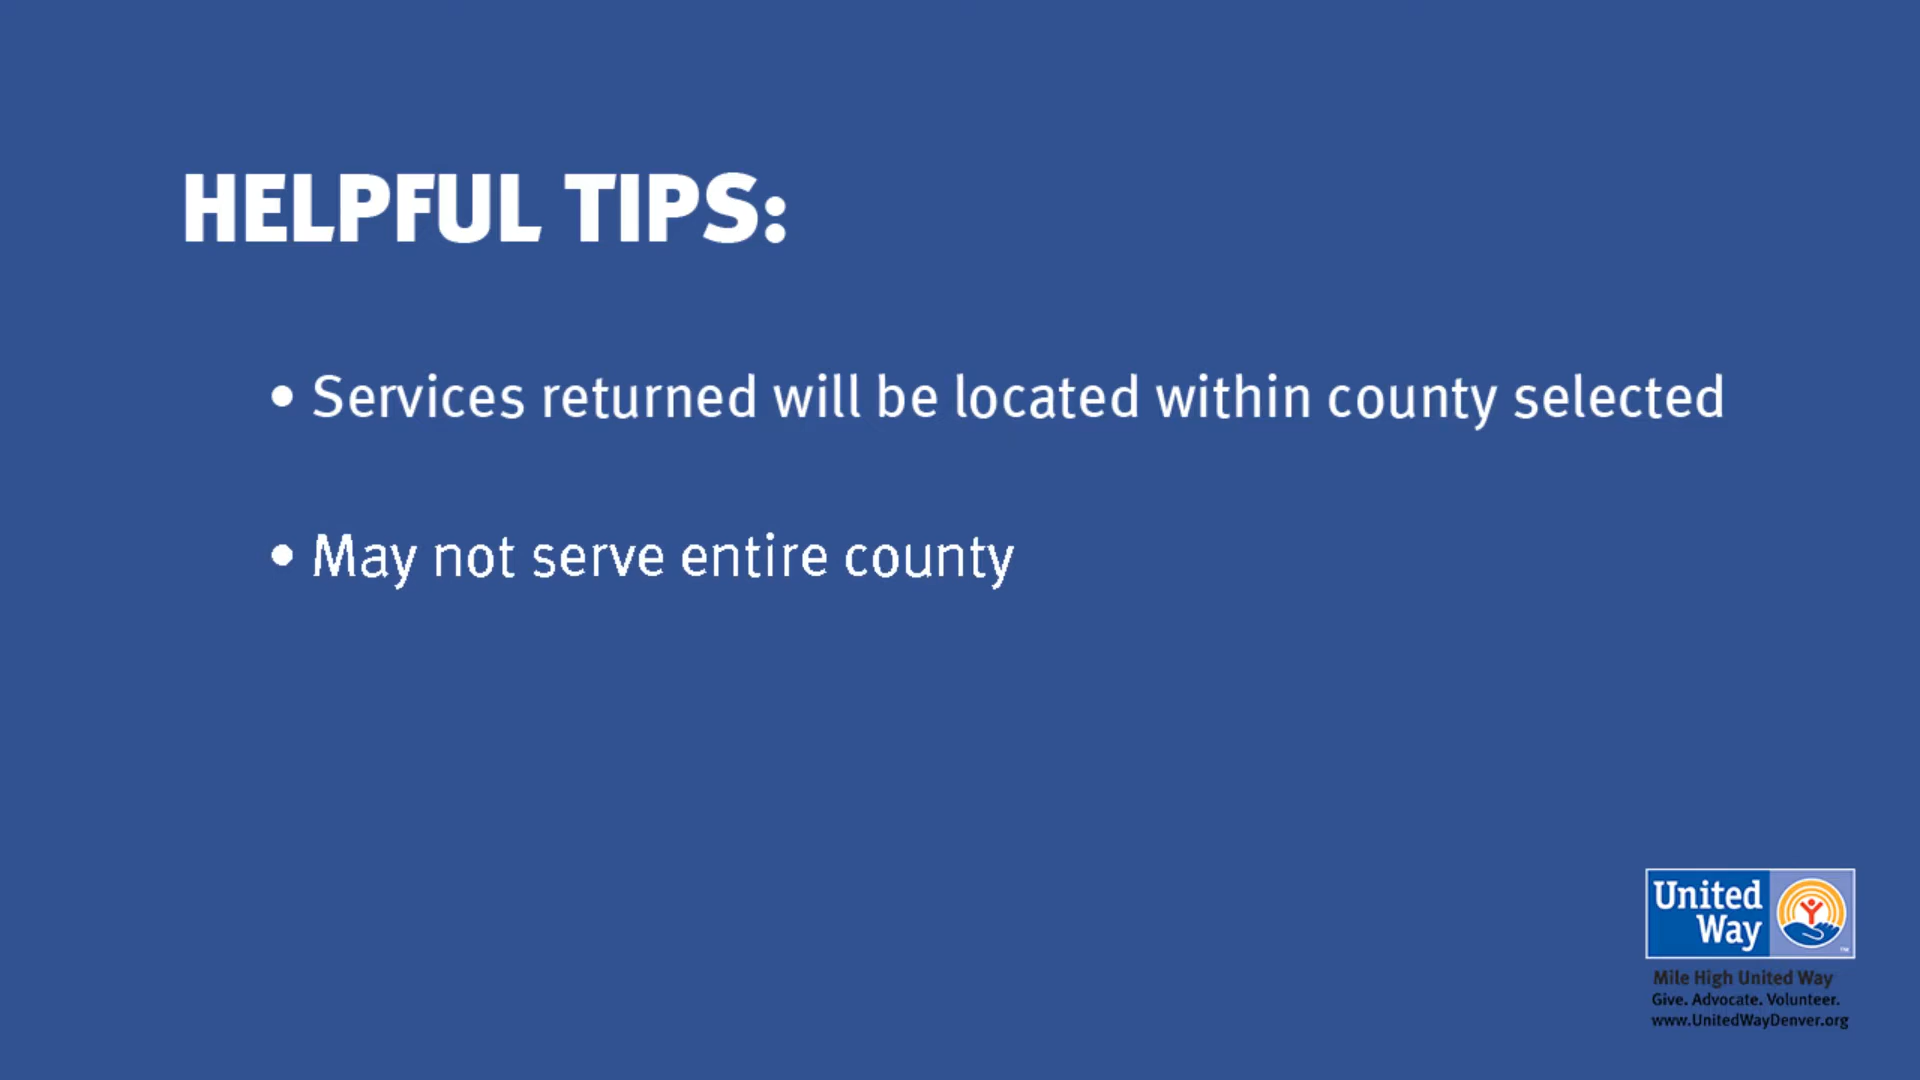 HELPFUL TIPS:
• Services returned will be located within county selected
• May not serve entire county
United
Way
™
Mile High United Way
Give. Advocate. Volunteer.
www.UnitedWayDenver.org